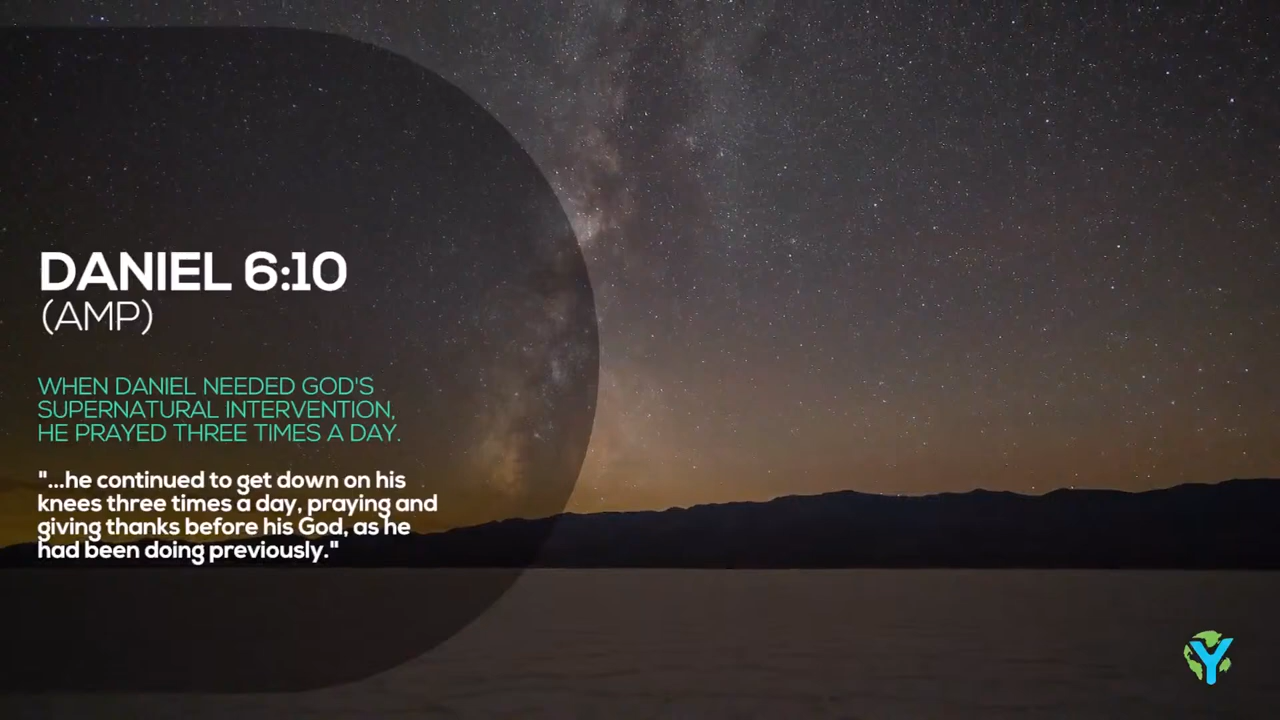 DANIEL 6:10
(AMP)
WHEN DANIEL NEEDED GOD'S
SUPERNATURAL INTERVENTION,
HE PRAYED THREE TIMES A DAY.
"...he continued to get down on his
knees three times a day, praying and
giving thanks before his God, as he
had been doing previously."
Y